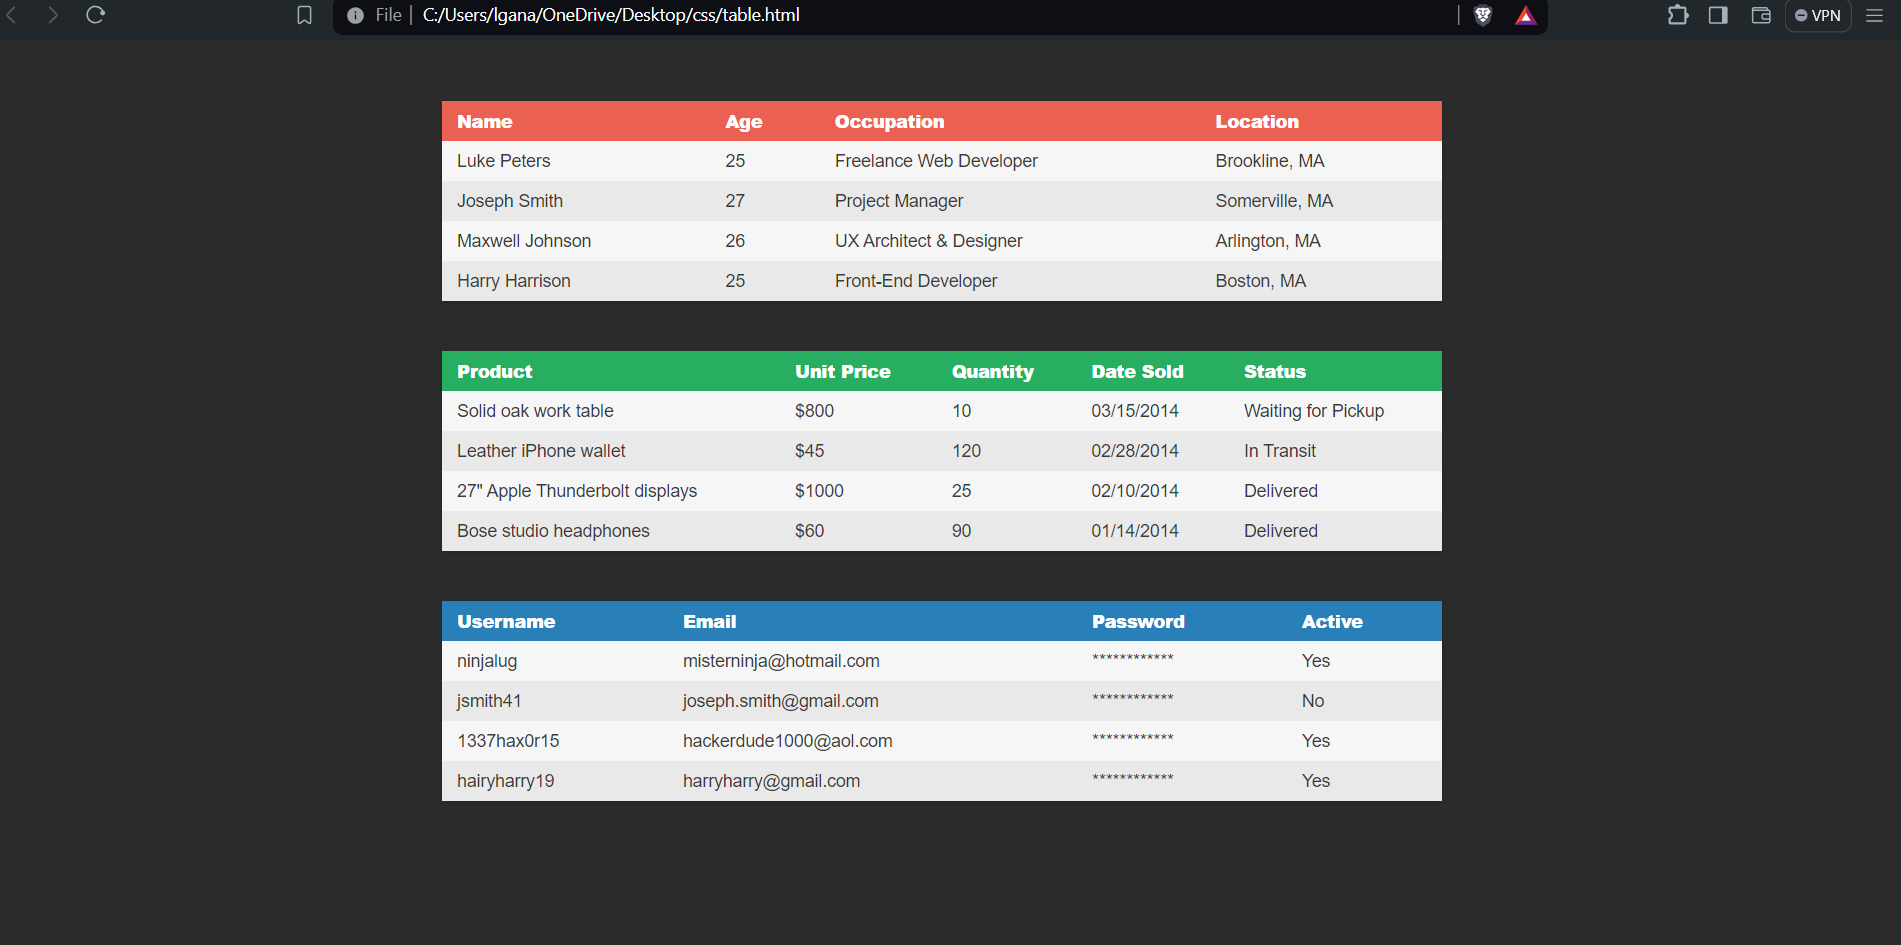 File | C:/Users/lgana/OneDrive/Desktop/css/table.html VPN
Name Age Occupation Location
Luke Peters 25 Freelance Web Developer Brookline, MA
Joseph Smith 27 Project Manager Somerville, MA
Maxwell Johnson 26 UX Architect & Designer Arlington, MA
Harry Harrison 25 Front-End Developer Boston, MA
Product Unit Price Quantity Date Sold Status
Solid oak work table $800 10 03/15/2014 Waiting for Pickup
Leather iPhone wallet $45 120 02/28/2014 In Transit
27" Apple Thunderbolt displays $1000 25 02/10/2014 Delivered
Bose studio headphones $60 90 01/14/2014 Delivered
Username Email Password Active
ninjalug misterninja@hotmail.com ************ Yes
jsmith41 joseph.smith@gmail.com ************ No
1337hax0r15 hackerdude1000@aol.com ************ Yes
hairyharry19 harryharry@gmail.com ************ Yes